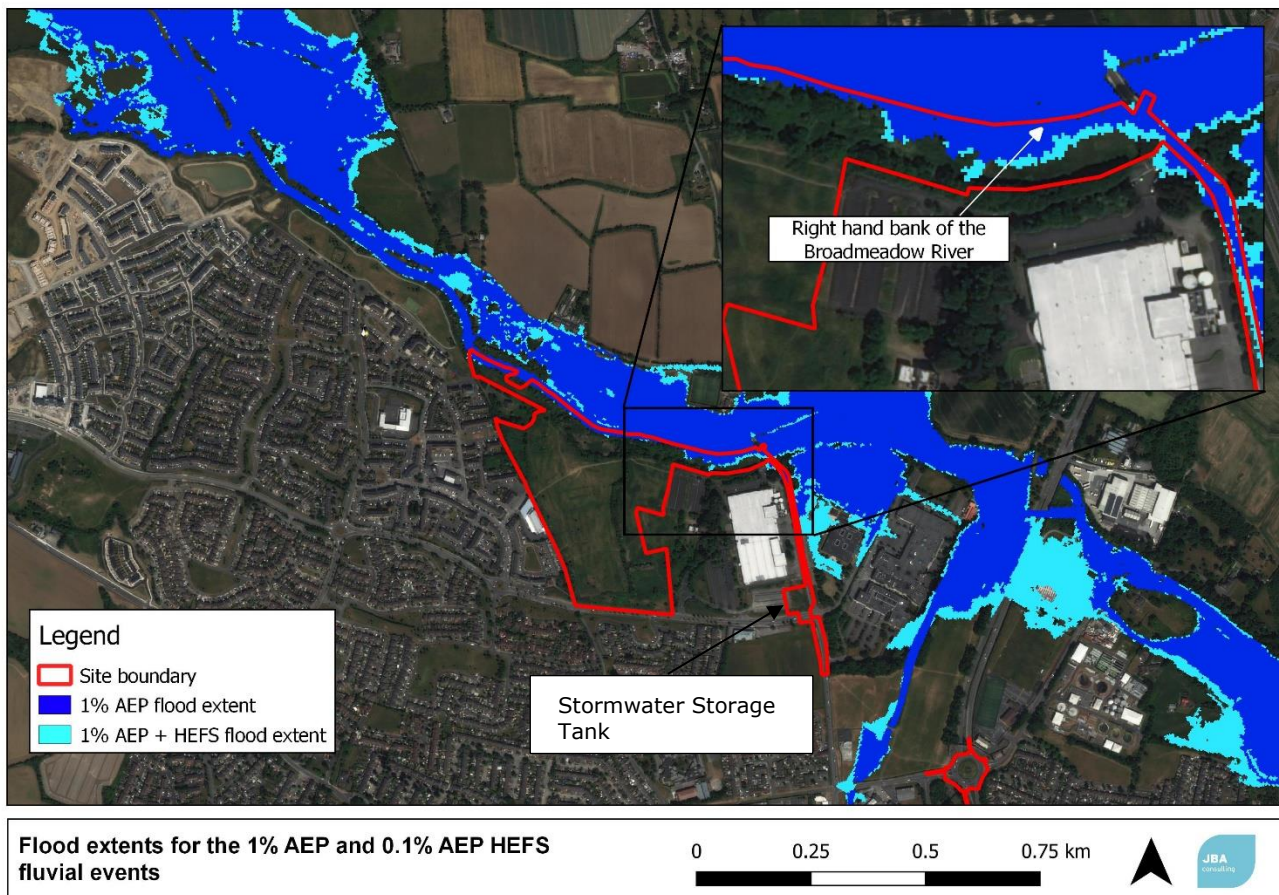 Right hand bank of the
Broadmeadow River
Legend
Site boundary
1% AEP flood extent
1% AEP + HEFS flood extent
Stormwater Storage
Tank
Flood extents for the 1% AEP and 0.1% AEP HEFS
fluvial events
0 0.25 0.5 0.75 km
JBA
consulting